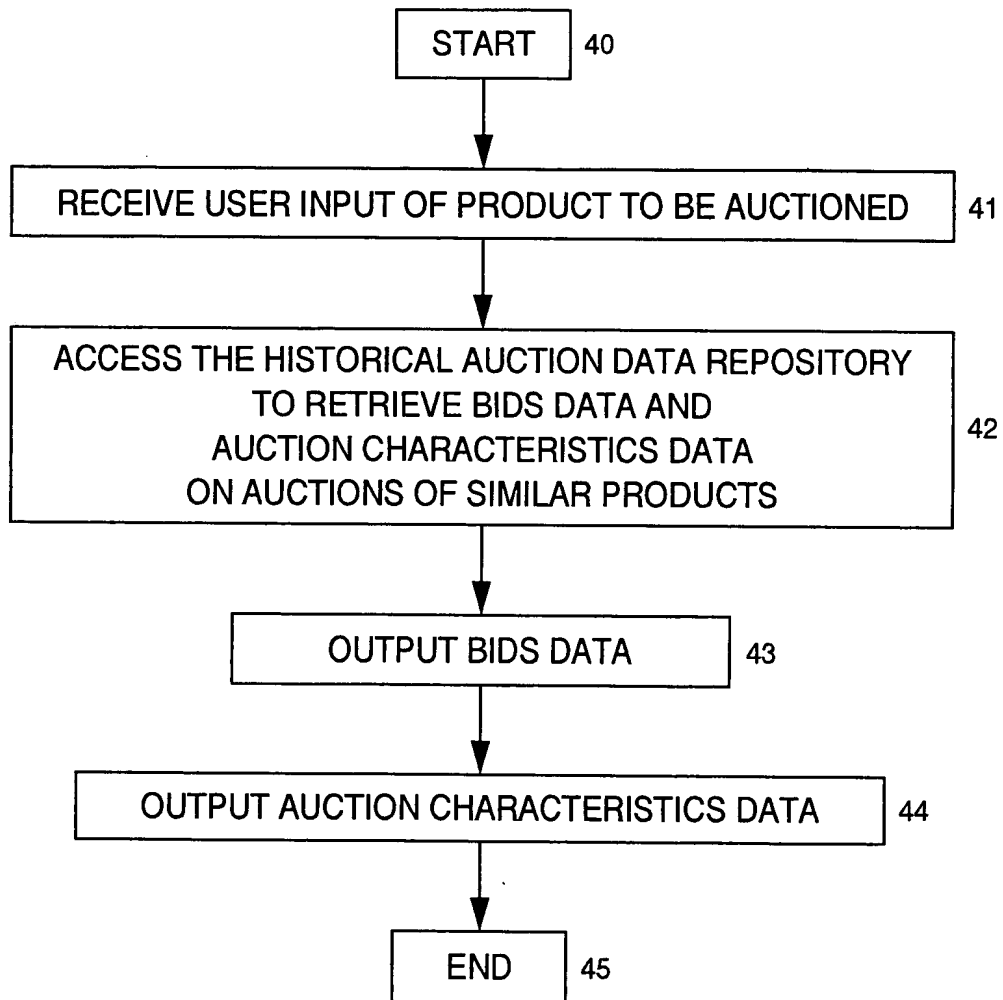 START 40
RECEIVE USER INPUT OF PRODUCT TO BE AUCTIONED 41
ACCESS THE HISTORICAL AUCTION DATA REPOSITORY
TO RETRIEVE BIDS DATA AND
AUCTION CHARACTERISTICS DATA
ON AUCTIONS OF SIMILAR PRODUCTS
42
OUTPUT BIDS DATA 43
OUTPUT AUCTION CHARACTERISTICS DATA 44
END 45